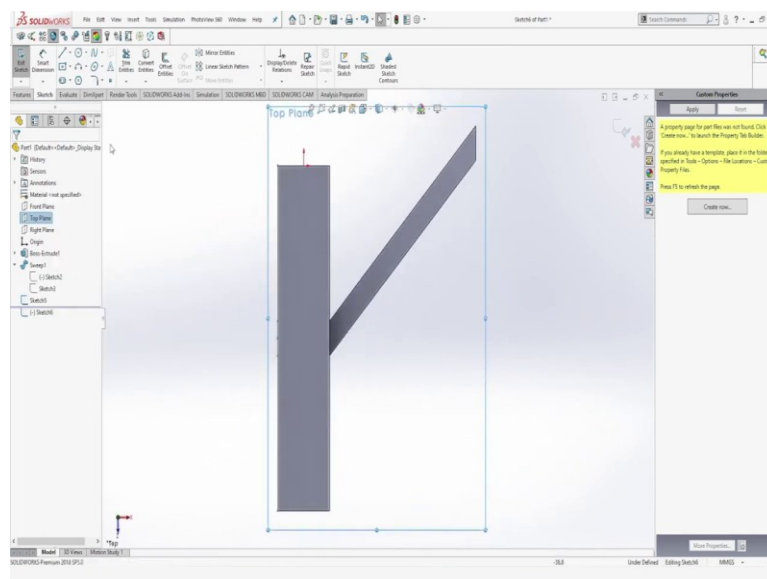 SOLIDWORKS File Edit View Insert Tools Simulation PhotoView 360 Window Help Sketch6 of Part1 * Search Commands
Exit Sketch Smart Dimension Trim Entities Convert Entities Offset Entities Offset On Surface Mirror Entities Linear Sketch Pattern Move Entities Display/Delete Relations Repair Sketch Quick Snaps Rapid Sketch Instant2D Shaded Sketch Contours
Features Sketch Evaluate DimXpert Render Tools SOLIDWORKS Add-Ins Simulation SOLIDWORKS MBD SOLIDWORKS CAM Analysis Preparation
Custom Properties
Apply Reset
Top Plane
A property page for part files was not found. Click
'Create now...' to launch the Property Tab Builder.
If you already have a template, place it in the folde
specified in Tools - Options - File Locations - Cust
Property Files.
Press F5 to refresh the page.
Create now...
Part1 (Default<<Default>_Display Sta
History
Sensors
Annotations
Material <not specified>
Front Plane
Top Plane
Right Plane
Origin
Boss-Extrude1
Sweep1
(-) Sketch2
Sketch5
(-) Sketch6
*Top
More Properties...
Model 3D Views Motion Study 1
SOLIDWORKS Premium 2018 SP5.0 Under Defined Editing Sketch6 MMGS